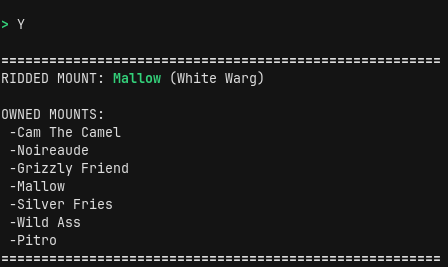 > Y
=======================================================
RIDDED MOUNT: Mallow (White Warg)
OWNED MOUNTS:
-Cam The Camel
-Noireaude
-Grizzly Friend
-Mallow
-Silver Fries
-Wild Ass
-Pitro
=======================================================